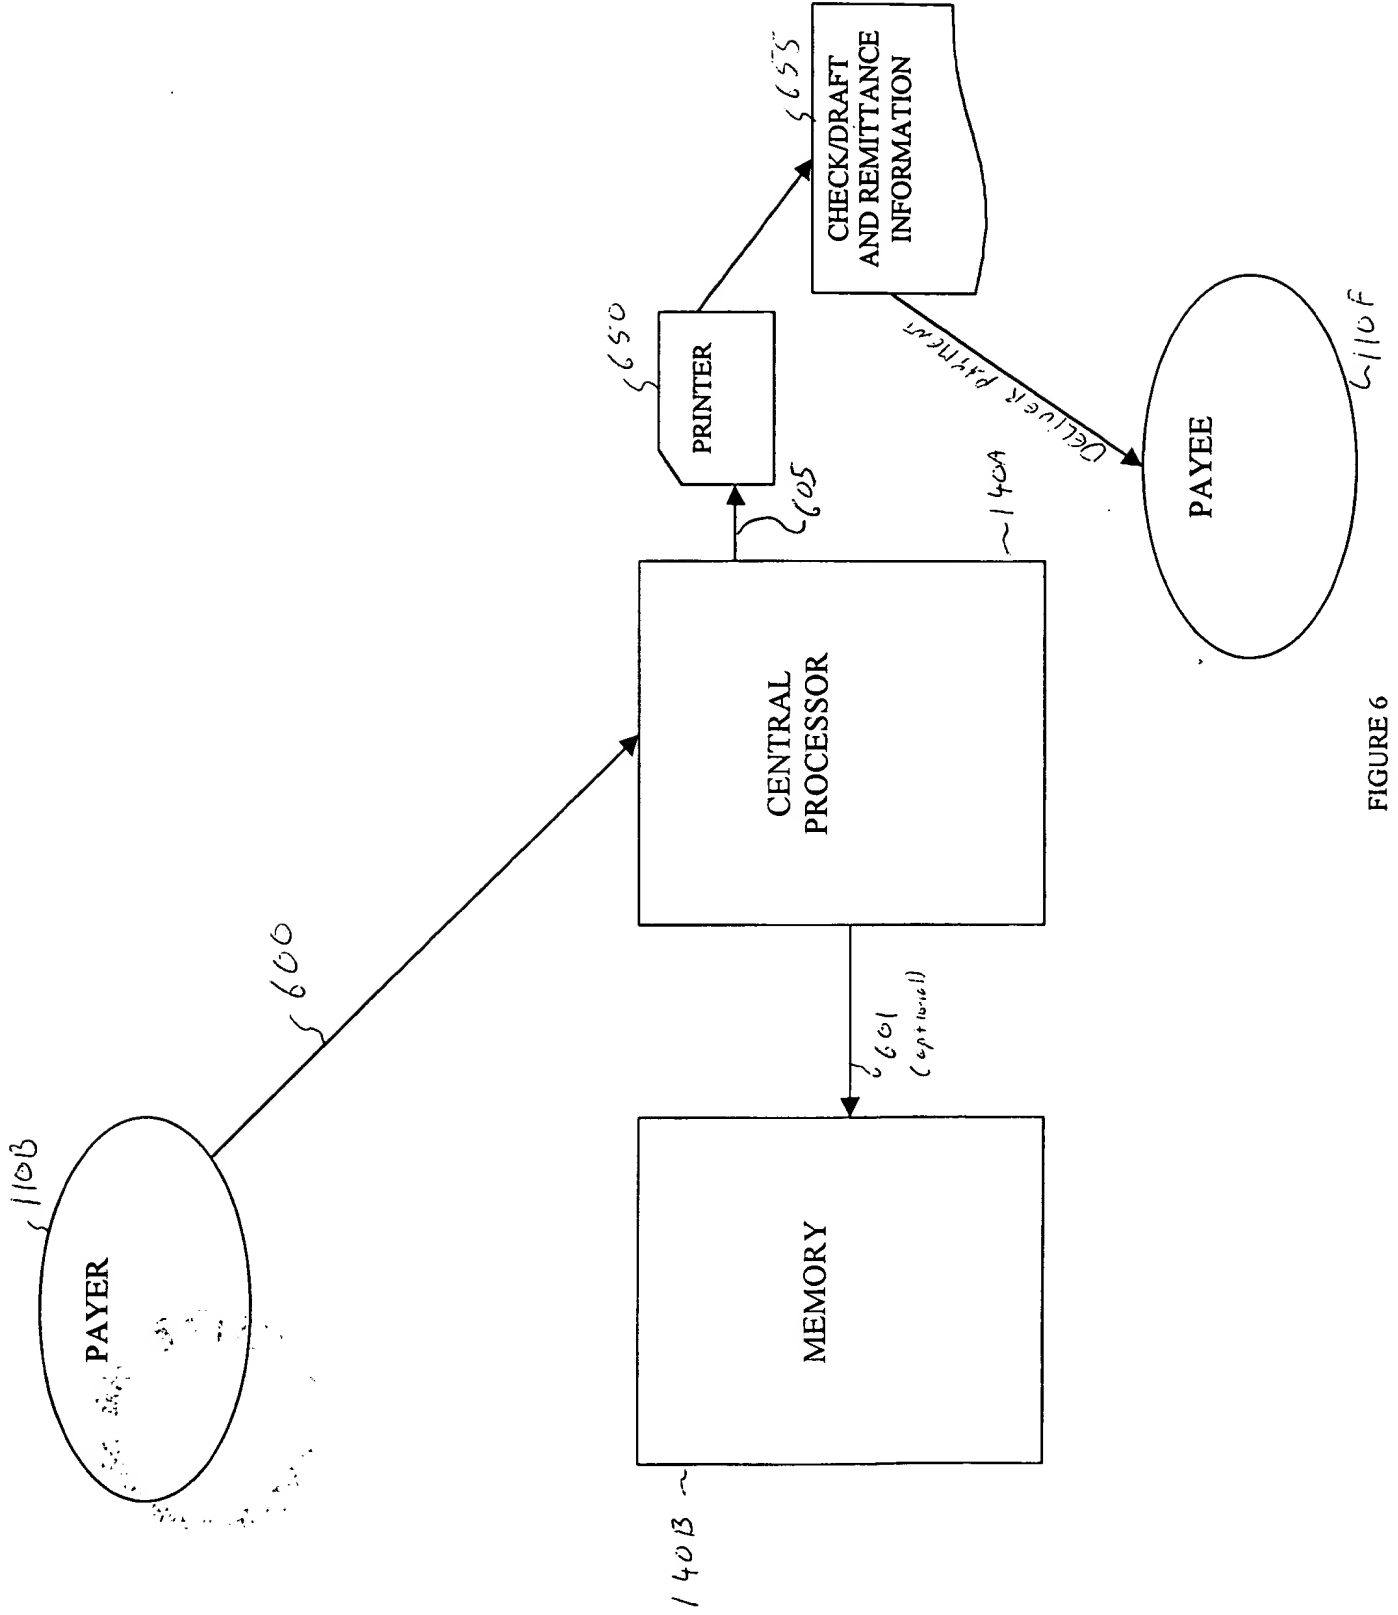 110B
PAYER
600
140B
MEMORY
601
(optional)
CENTRAL
PROCESSOR
140A
605
650
PRINTER
655
CHECK/DRAFT
AND REMITTANCE
INFORMATION
DELIVER PAYMENT
PAYEE
110F
FIGURE 6